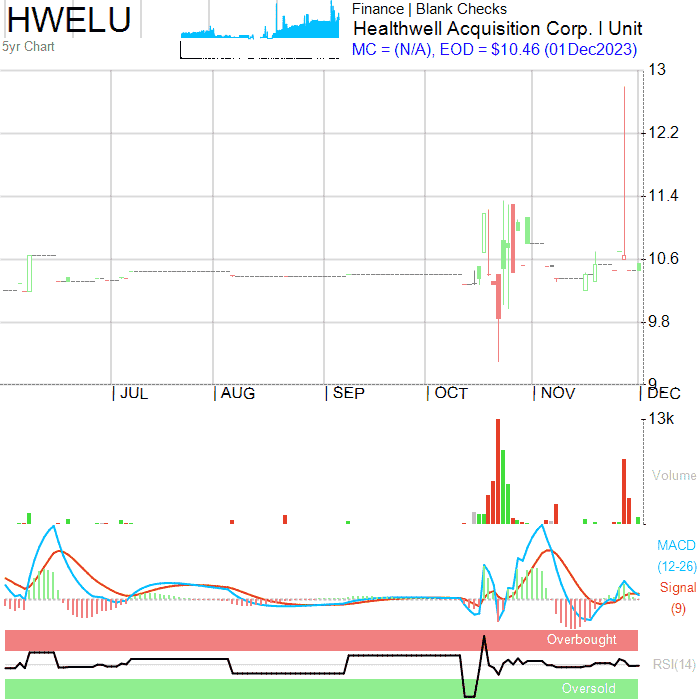 HWELU
5yr Chart
Finance | Blank Checks
Healthwell Acquisition Corp. I Unit
MC = (N/A), EOD = $10.46 (01Dec2023)
13
12.2
11.4
10.6
9.8
9
JUL AUG SEP OCT NOV DEC
13k
Volume
MACD
(12-26)
Signal
(9)
Overbought
RSI(14)
Oversold